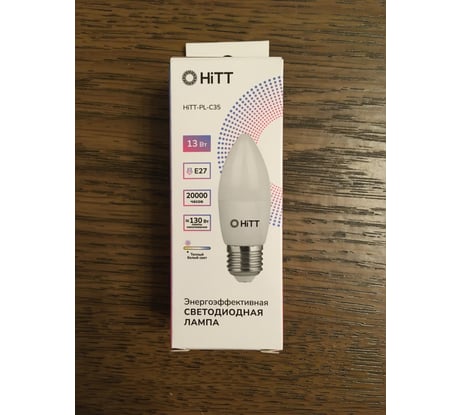 HiTT
HiTT-PL-C35
13 Вт
E27
20000
часов
≈130 Вт
Теплый
белый свет
HiTT
Энергоэффективная
СВЕТОДИОДНАЯ
ЛАМПА